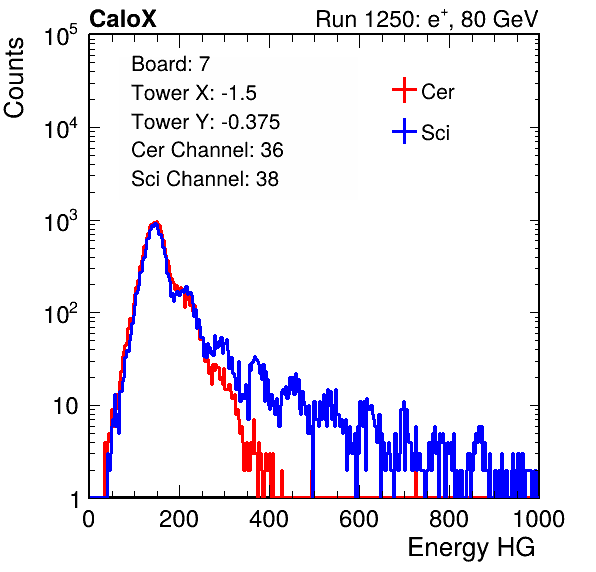 CaloX Run 1250: e+, 80 GeV
Counts
Board: 7
Tower X: -1.5
Tower Y: -0.375
Cer Channel: 36
Sci Channel: 38
Cer
Sci
10^5
10^4
10^3
10^2
10
1
0 200 400 600 800 1000
Energy HG